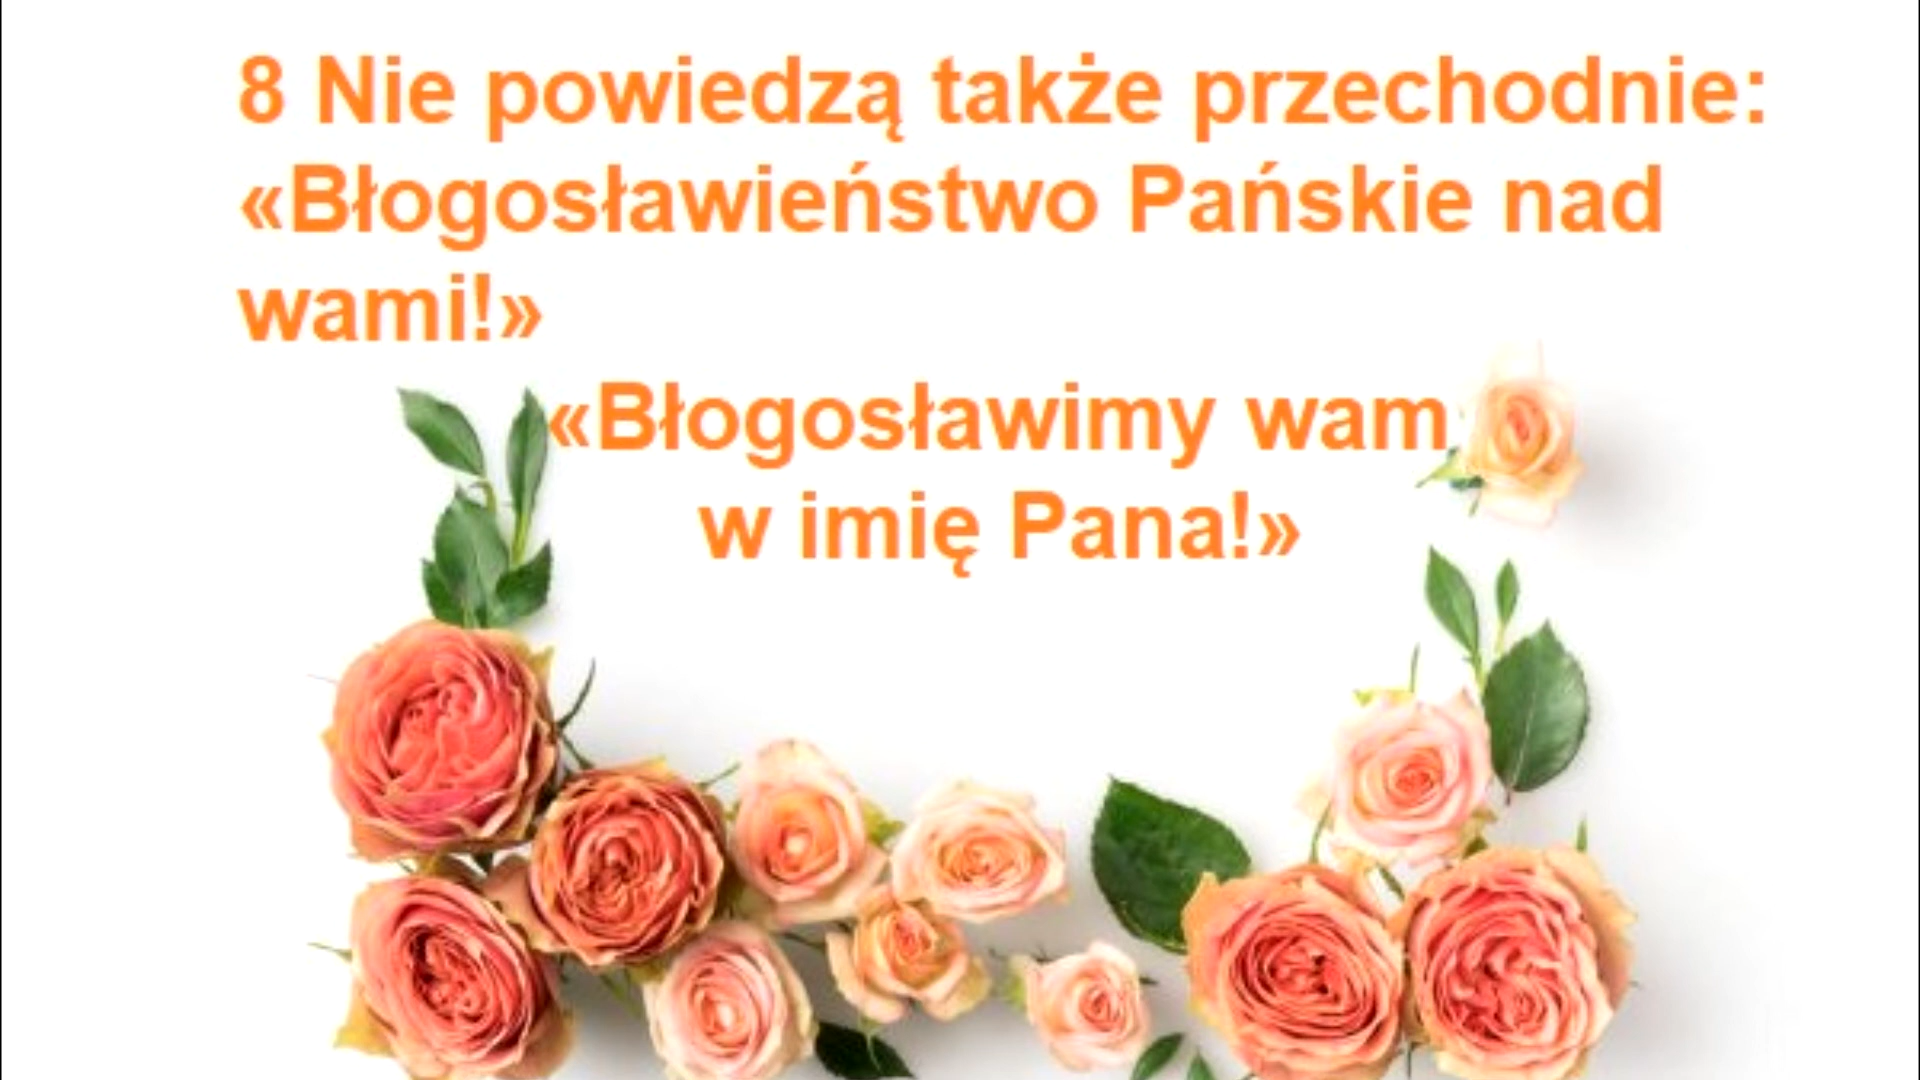 8 Nie powiedzą także przechodnie:
«Błogosławieństwo Pańskie nad
wami!»
«Błogosławimy wam
w imię Pana!»